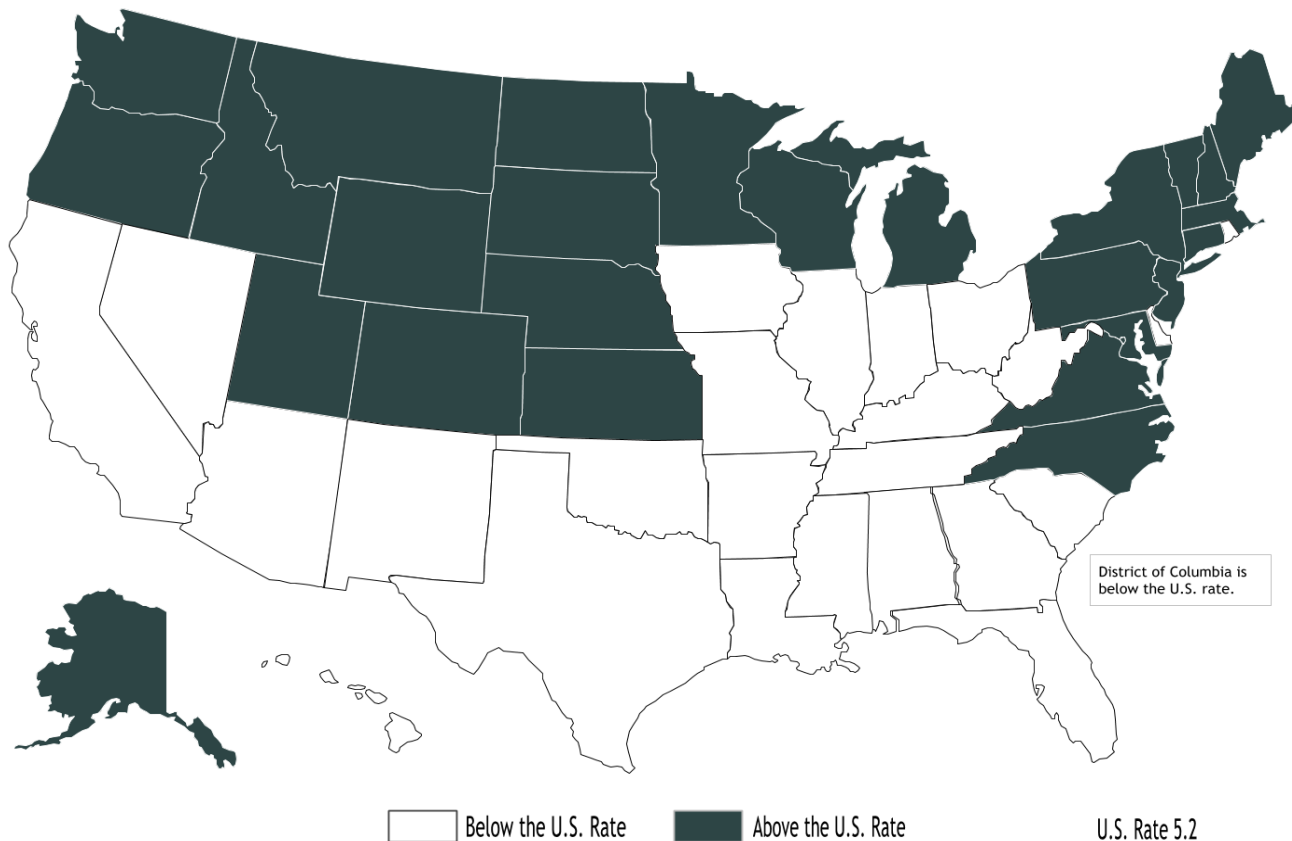 District of Columbia is
below the U.S. rate.
Below the U.S. Rate
Above the U.S. Rate
U.S. Rate 5.2